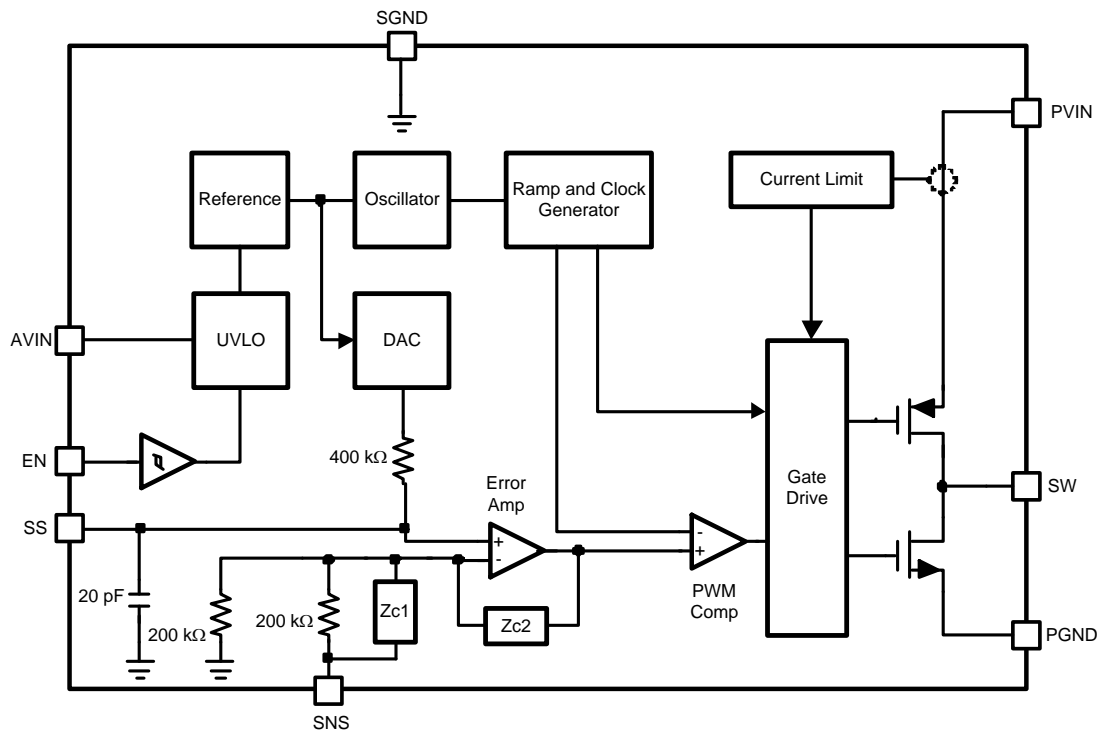 SGND
PVIN
Reference
Oscillator
Ramp and Clock
Generator
Current Limit
AVIN
UVLO
DAC
EN
400 kΩ
Error
Amp
Gate
Drive
SW
SS
+
-
-
+
20 pF
200 kΩ
200 kΩ
Zc1
Zc2
PWM
Comp
PGND
SNS